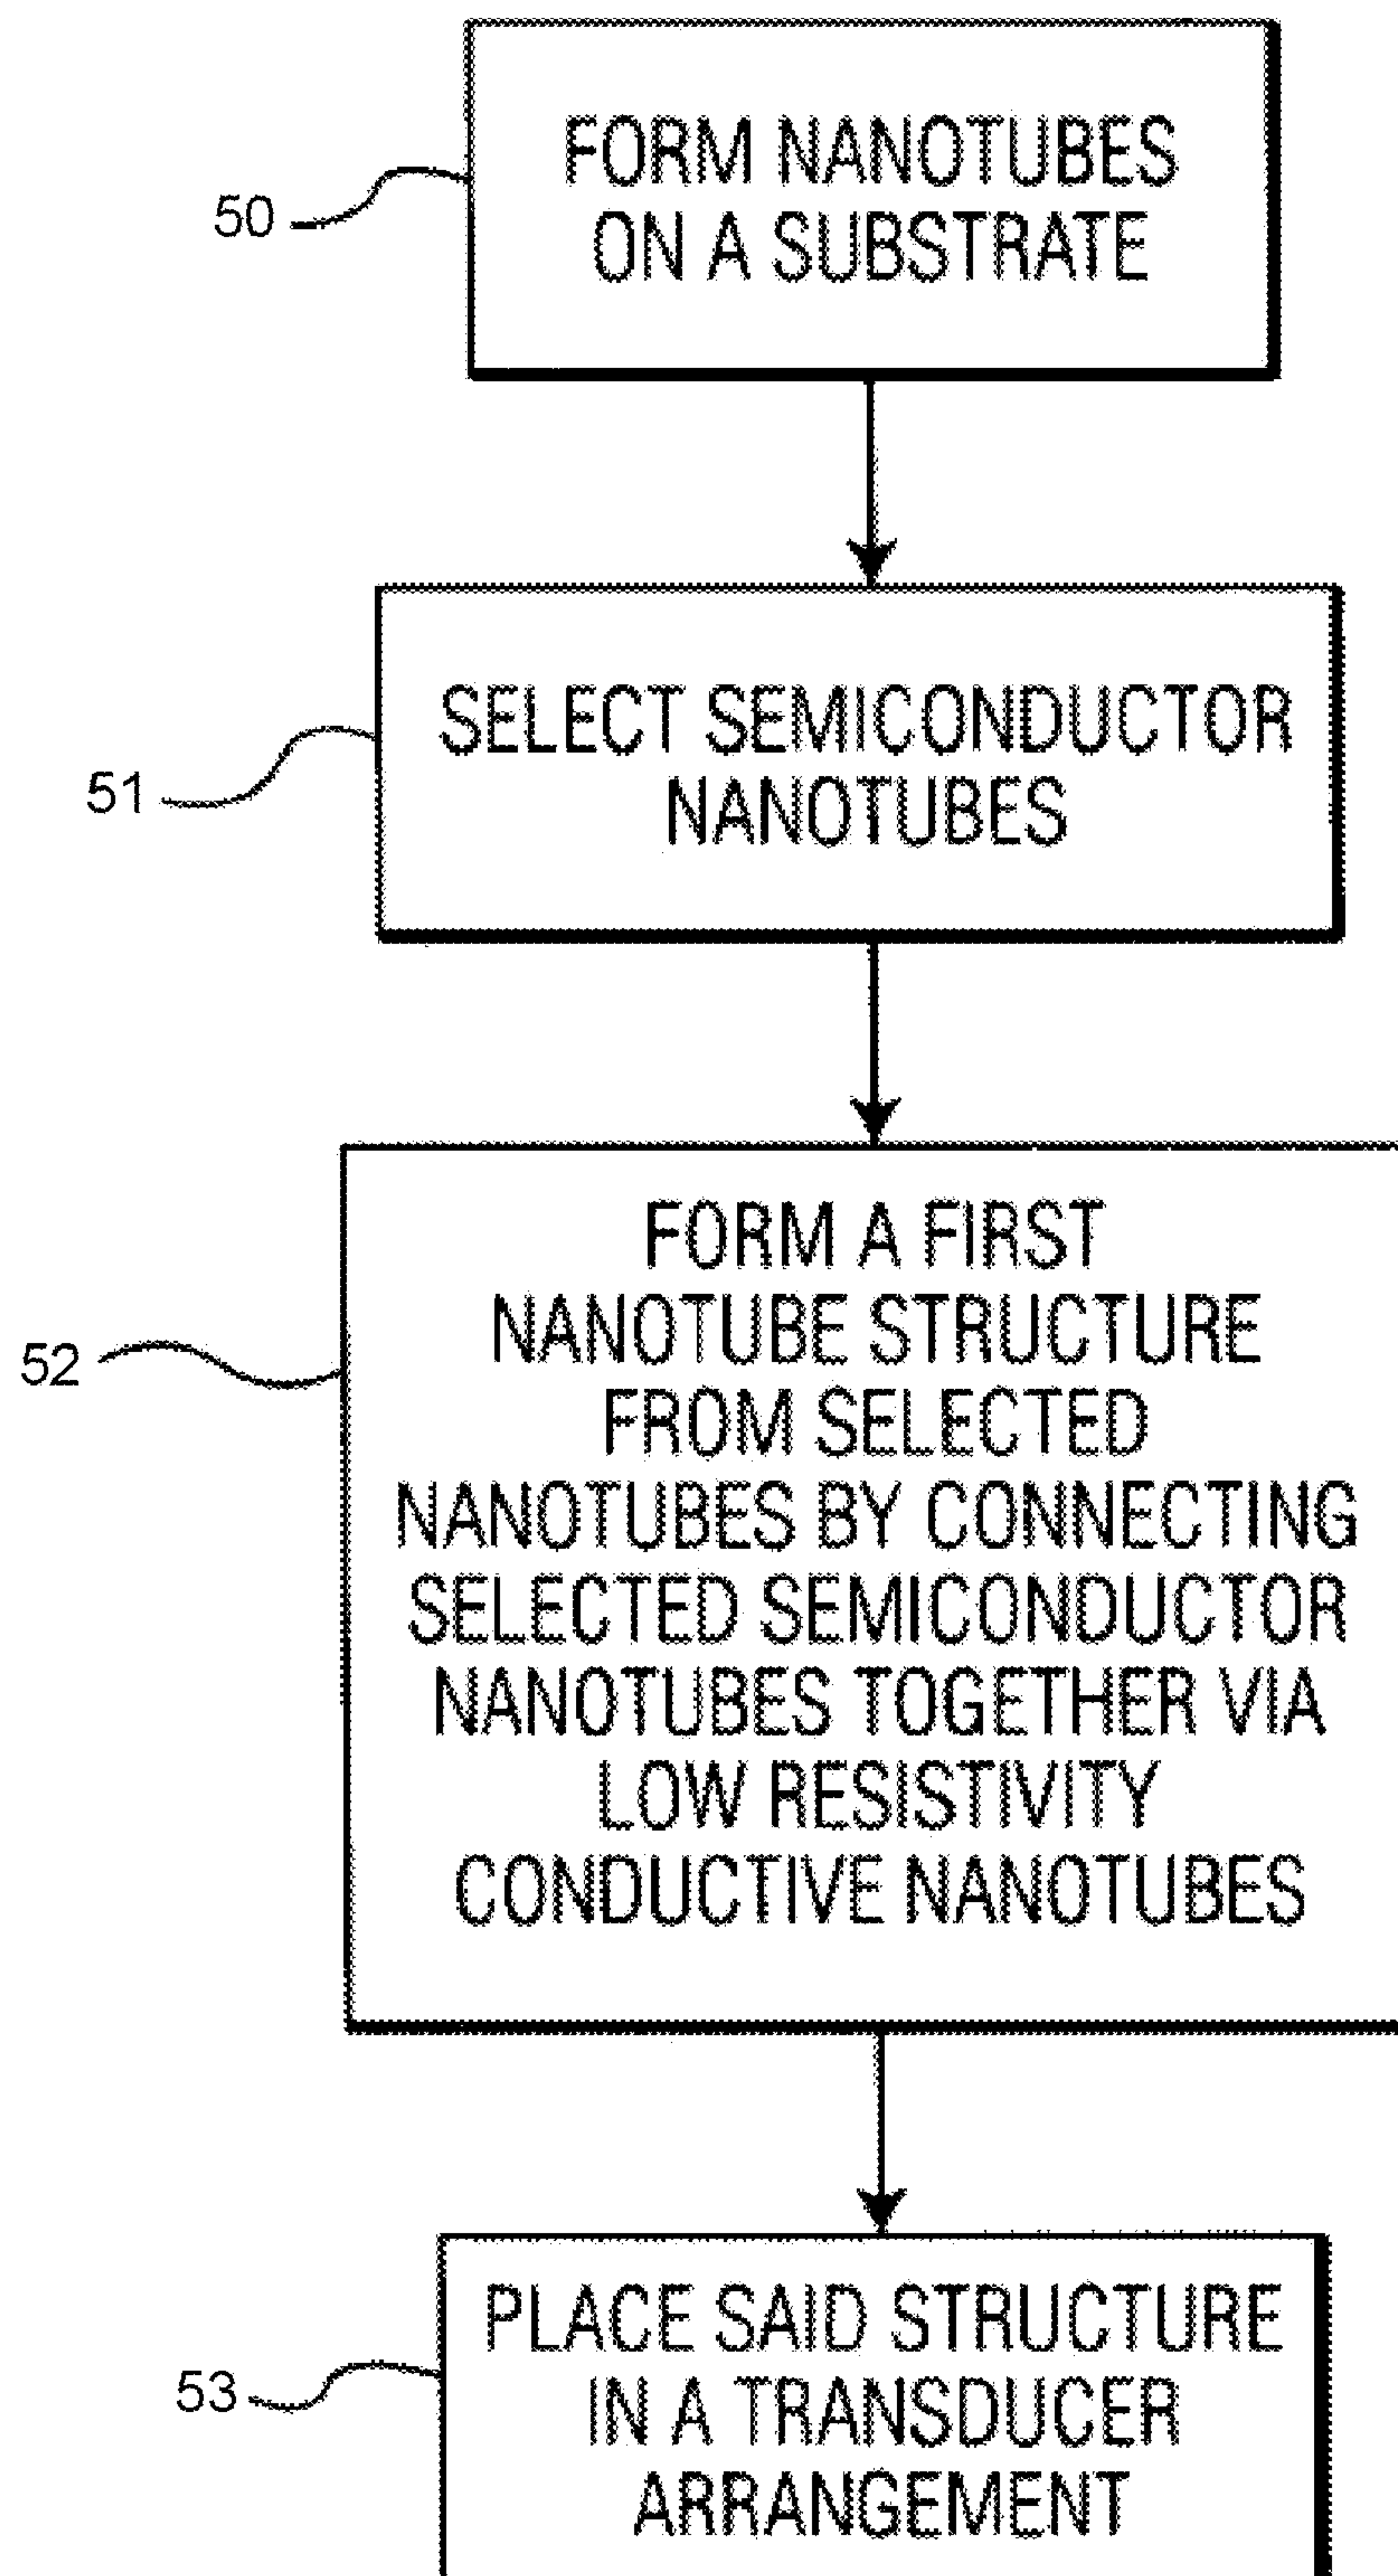 FORM NANOTUBES
ON A SUBSTRATE
50
SELECT SEMICONDUCTOR
NANOTUBES
51
FORM A FIRST
NANOTUBE STRUCTURE
FROM SELECTED
NANOTUBES BY CONNECTING
SELECTED SEMICONDUCTOR
NANOTUBES TOGETHER VIA
LOW RESISTIVITY
CONDUCTIVE NANOTUBES
52
PLACE SAID STRUCTURE
IN A TRANSDUCER
ARRANGEMENT
53